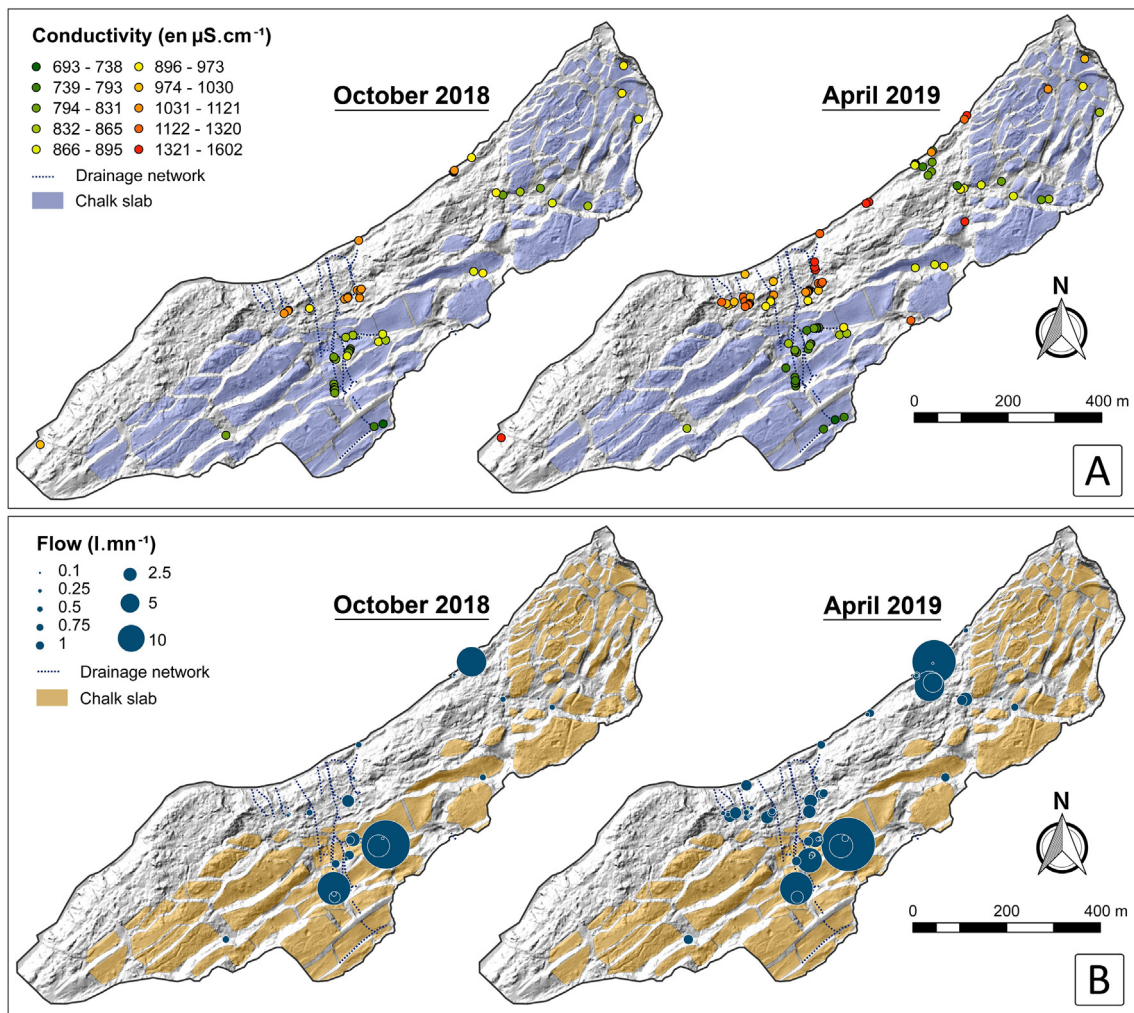 Conductivity (en µS.cm⁻¹)
693 - 738
739 - 793
794 - 831
832 - 865
866 - 895
896 - 973
974 - 1030
1031 - 1121
1122 - 1320
1321 - 1602
Drainage network
Chalk slab
October 2018
April 2019
N
0 200 400 m
A
Flow (l.mn⁻¹)
0.1
0.25
0.5
0.75
1
2.5
5
10
Drainage network
Chalk slab
October 2018
April 2019
N
0 200 400 m
B